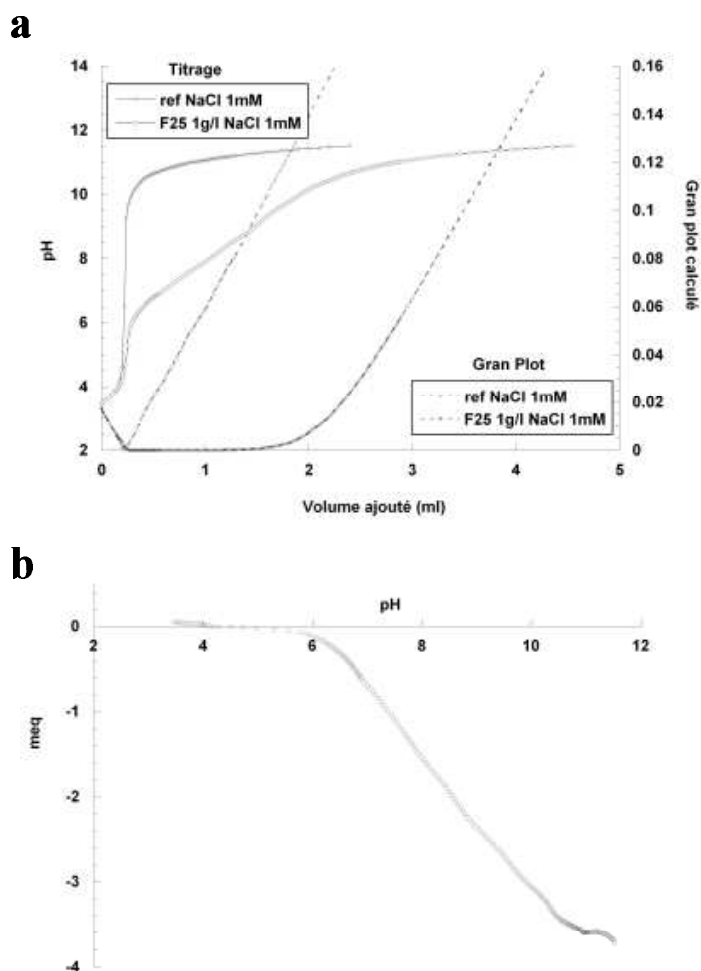 a
Titrage
ref NaCl 1mM
F25 1g/l NaCl 1mM
14
12
10
8
6
4
2
pH
0.16
0.14
0.12
0.1
0.08
0.06
0.04
0.02
0
Gran plot calculé
Gran Plot
ref NaCl 1mM
F25 1g/l NaCl 1mM
0 1 2 3 4 5
Volume ajouté (ml)
b
pH
0
-1
-2
-3
-4
2 4 6 8 10 12
meq